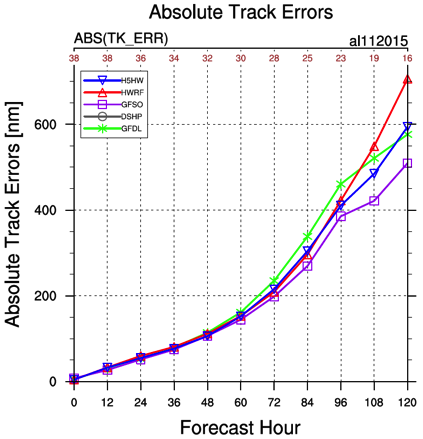 Absolute Track Errors
ABS(TK_ERR) al112015
38 38 36 36 34 32 28 25 23 19 16
H5HW
HWRF
GFSO
DSHP
GFDL
Absolute Track Errors [nm]
600
400
200
0
0 12 24 36 48 60 72 84 96 108 120
Forecast Hour